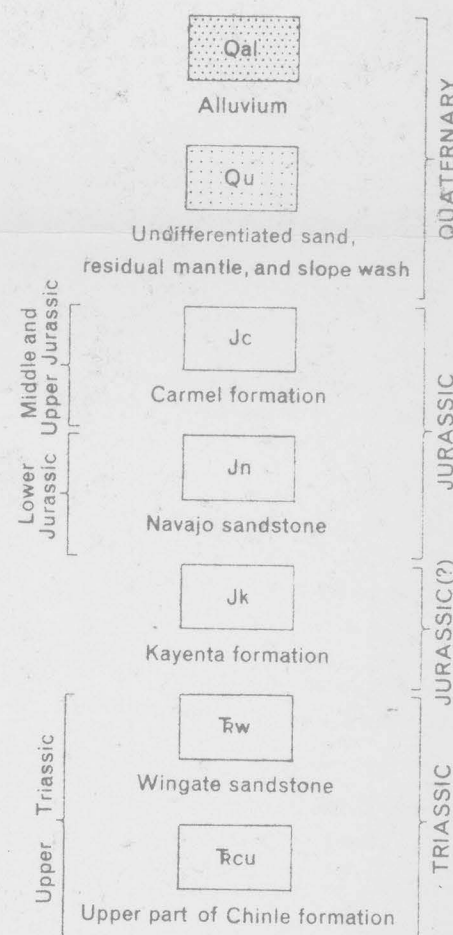 Qal
Alluvium
Qu
Undifferentiated sand,
residual mantle, and slope wash
QUATERNARY
Jc
Carmel formation
Middle and
Upper Jurassic
Jn
Navajo sandstone
Lower
Jurassic
JURASSIC
Jk
Kayenta formation
JURASSIC(?)
Ꞧw
Wingate sandstone
Ꞧcu
Upper part of Chinle formation
Upper Triassic
TRIASSIC